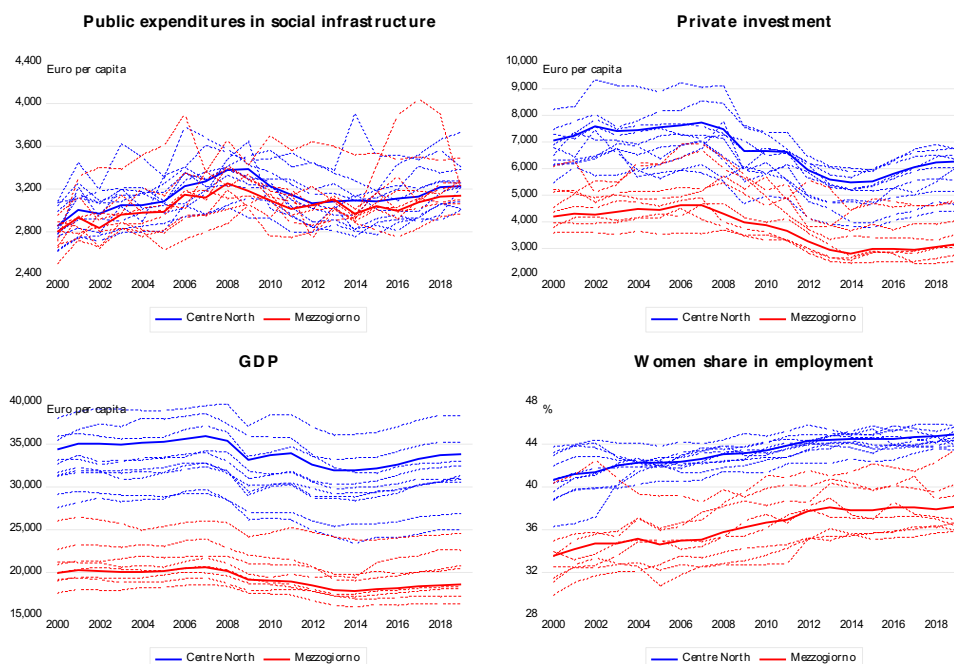 Public expenditures in social infrastructure
4,400
Euro per capita
4,000
3,600
3,200
2,800
2,400
2000 2002 2004 2006 2008 2010 2012 2014 2016 2018
Centre North Mezzogiorno
Private investment
10,000
Euro per capita
9,000
8,000
7,000
6,000
5,000
4,000
3,000
2,000
2000 2002 2004 2006 2008 2010 2012 2014 2016 2018
Centre North Mezzogiorno
GDP
40,000
Euro per capita
35,000
30,000
25,000
20,000
15,000
2000 2002 2004 2006 2008 2010 2012 2014 2016 2018
Centre North Mezzogiorno
Women share in employment
48
%
44
40
36
32
28
2000 2002 2004 2006 2008 2010 2012 2014 2016 2018
Centre North Mezzogiorno